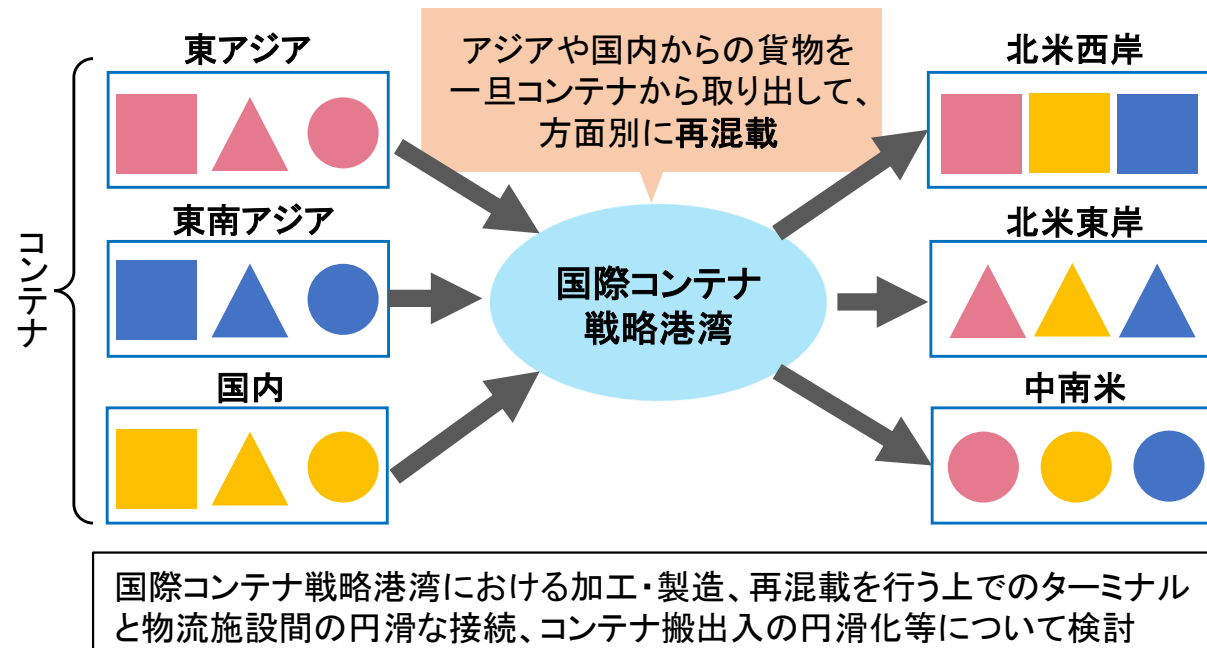 東アジア
アジアや国内からの貨物を
一旦コンテナから取り出して、
方面別に再混載
北米西岸
コンテナ
東南アジア
国際コンテナ
戦略港湾
北米東岸
国内
中南米
国際コンテナ戦略港湾における加工・製造、再混載を行う上でのターミナル
と物流施設間の円滑な接続、コンテナ搬出入の円滑化等について検討